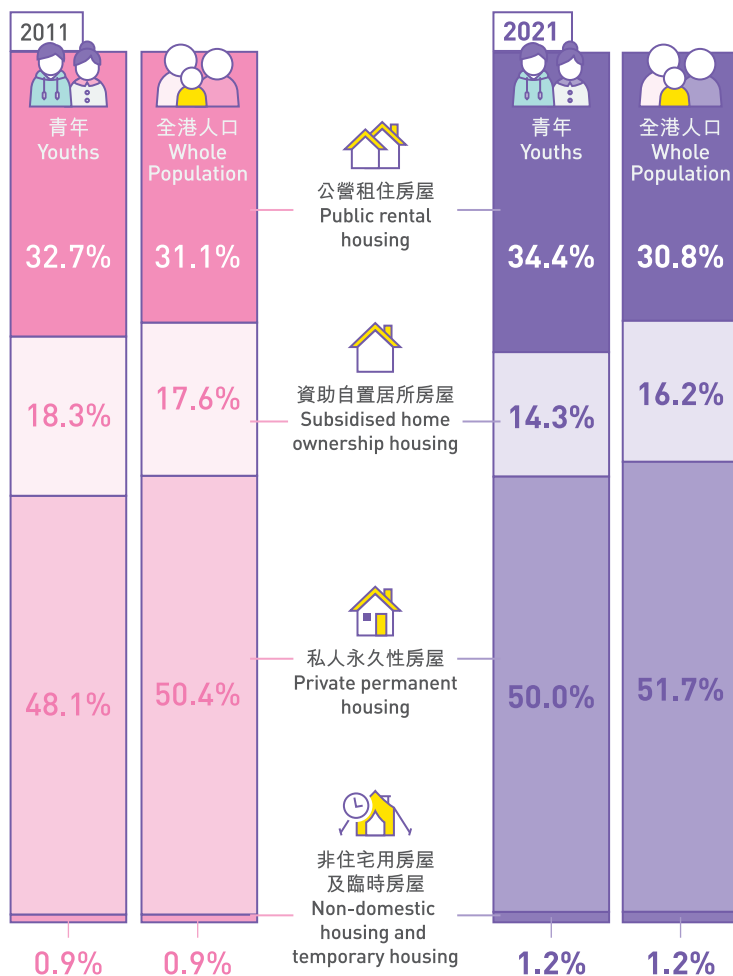 2011
青年
Youths
32.7%
18.3%
48.1%
0.9%
全港人口
Whole
Population
31.1%
17.6%
50.4%
0.9%
公營租住房屋
Public rental
housing
資助自置居所房屋
Subsidised home
ownership housing
私人永久性房屋
Private permanent
housing
非住宅用房屋
及臨時房屋
Non-domestic
housing and
temporary housing
2021
青年
Youths
34.4%
14.3%
50.0%
1.2%
全港人口
Whole
Population
30.8%
16.2%
51.7%
1.2%